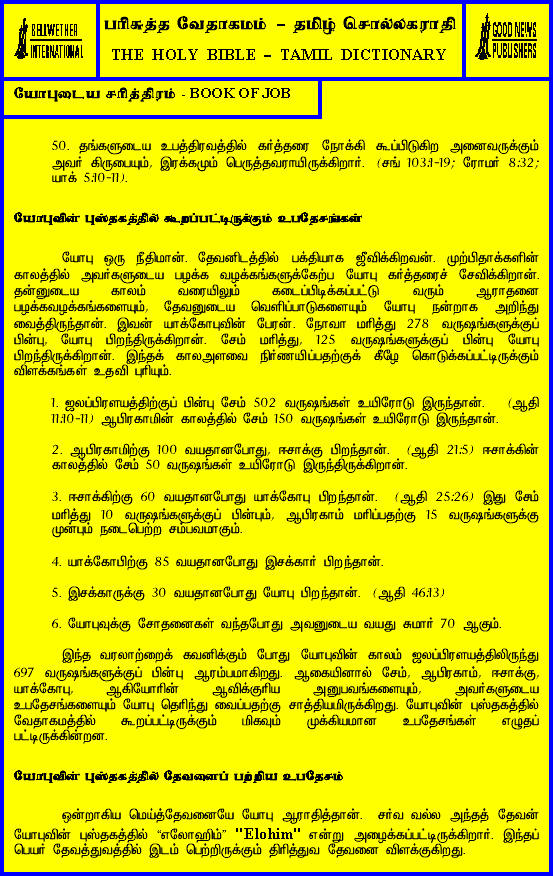 BELLWETHER
INTERNATIONAL
பரிசுத்த வேதாகமம் - தமிழ் சொல்லகராதி
THE HOLY BIBLE - TAMIL DICTIONARY
GOOD NEWS
PUBLISHERS
யோபுடைய சரித்திரம் - BOOK OF JOB
50. தங்களுடைய உபத்திரவத்தில் கர்த்தரை நோக்கி கூப்பிடுகிற அனைவருக்கும்
அவர் கிருபையும், இரக்கமும் பெருத்தவராயிருக்கிறார். (சங் 103:1-19; ரோமர் 8:32;
யாக் 5:10-11).
யோபுவின் புஸ்தகத்தில் கூறப்பட்டிருக்கும் உபதேசங்கள்
யோபு ஒரு நீதிமான். தேவனிடத்தில் பக்தியாக ஜீவிக்கிறவன். முற்பிதாக்களின்
காலத்தில் அவர்களுடைய பழக்க வழக்கங்களுக்கேற்ப யோபு கர்த்தரைச் சேவிக்கிறான்.
தன்னுடைய காலம் வரையிலும் கடைப்பிடிக்கப்பட்டு வரும் ஆராதனை
பழக்கவழக்கங்களையும், தேவனுடைய வெளிப்பாடுகளையும் யோபு நன்றாக அறிந்து
வைத்திருந்தான். இவன் யாக்கோபுவின் பேரன். நோவா மரித்து 278 வருஷங்களுக்குப்
பின்பு, யோபு பிறந்திருக்கிறான். சேம் மரித்து, 125 வருஷங்களுக்குப் பின்பு யோபு
பிறந்திருக்கிறான். இந்தக் காலஅளவை நிர்ணயிப்பதற்குக் கீழே கொடுக்கப்பட்டிருக்கும்
விளக்கங்கள் உதவி புரியும்.
1. ஜலப்பிரளயத்திற்குப் பின்பு சேம் 502 வருஷங்கள் உயிரோடு இருந்தான். (ஆதி
11:10-11) ஆபிரகாமின் காலத்தில் சேம் 150 வருஷங்கள் உயிரோடு இருந்தான்.
2. ஆபிரகாமிற்கு 100 வயதானபோது, ஈசாக்கு பிறந்தான். (ஆதி 21:5) ஈசாக்கின்
காலத்தில் சேம் 50 வருஷங்கள் உயிரோடு இருந்திருக்கிறான்.
3. ஈசாக்கிற்கு 60 வயதானபோது யாக்கோபு பிறந்தான். (ஆதி 25:26) இது சேம்
மரித்து 10 வருஷங்களுக்குப் பின்பும், ஆபிரகாம் மரிப்பதற்கு 15 வருஷங்களுக்கு
முன்பும் நடைபெற்ற சம்பவமாகும்.
4. யாக்கோபிற்கு 85 வயதானபோது இசக்கார் பிறந்தான்.
5. இசக்காருக்கு 30 வயதானபோது யோபு பிறந்தான். (ஆதி 46:13)
6. யோபுவுக்கு சோதனைகள் வந்தபோது அவனுடைய வயது சுமார் 70 ஆகும்.
இந்த வரலாற்றைக் கவனிக்கும் போது யோபுவின் காலம் ஜலப்பிரளயத்திலிருந்து
697 வருஷங்களுக்குப் பின்பு ஆரம்பமாகிறது. ஆகையினால் சேம், ஆபிரகாம், ஈசாக்கு,
யாக்கோபு, ஆகியோரின் ஆவிக்குரிய அனுபவங்களையும், அவர்களுடைய
உபதேசங்களையும் யோபு தெரிந்து வைப்பதற்கு சாத்தியமிருக்கிறது. யோபுவின் புஸ்தகத்தில்
வேதாகமத்தில் கூறப்பட்டிருக்கும் மிகவும் முக்கியமான உபதேசங்கள் எழுதப்
பட்டிருக்கின்றன.
யோபுவின் புஸ்தகத்தில் தேவனைப் பற்றிய உபதேசம்
ஒன்றாகிய மெய்த்தேவனையே யோபு ஆராதித்தான். சர்வ வல்ல அந்தத் தேவன்
யோபுவின் புஸ்தகத்தில் "எலோஹிம்" "Elohim" என்று அழைக்கப்பட்டிருக்கிறார். இந்தப்
பெயர் தேவத்துவத்தில் இடம் பெற்றிருக்கும் திரித்துவ தேவனை விளக்குகிறது.